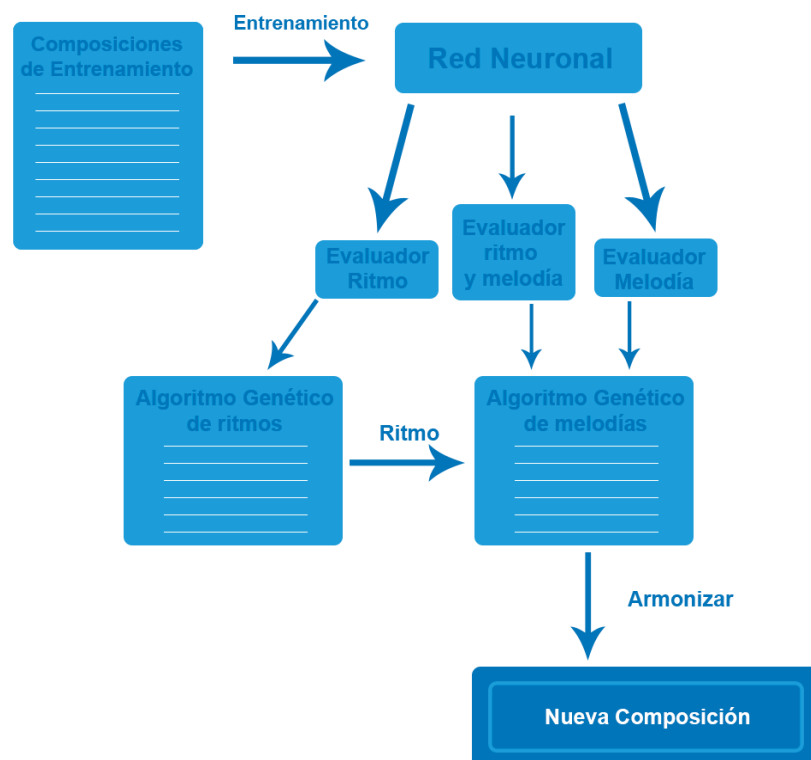 Entrenamiento
Composiciones
de Entrenamiento
Red Neuronal
Evaluador
Ritmo
Evaluador
ritmo
y melodía
Evaluador
Melodía
Algoritmo Genético
de ritmos
Ritmo
Algoritmo Genético
de melodías
Armonizar
Nueva Composición